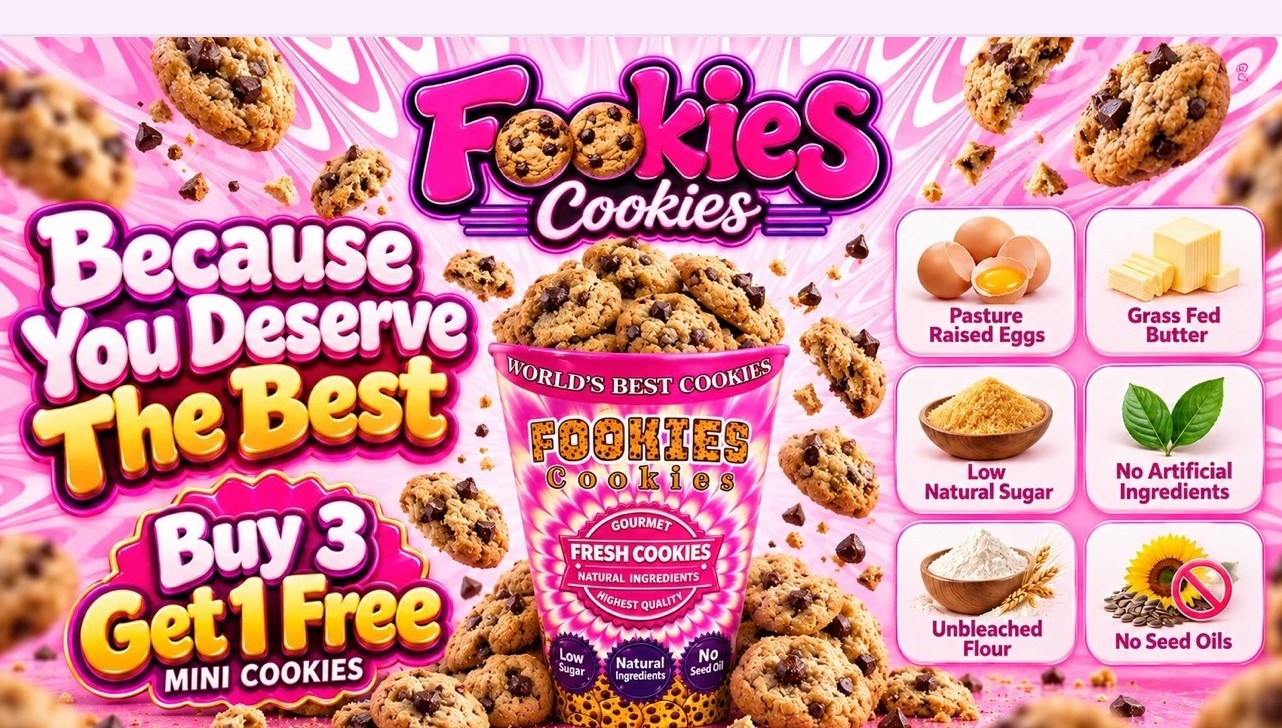 Fookies
Cookies
Because
You Deserve
The Best
Buy 3
Get 1 Free
MINI COOKIES
WORLD'S BEST COOKIES
FOOKIES
Cookies
GOURMET
FRESH COOKIES
NATURAL INGREDIENTS
HIGHEST QUALITY
Low
Sugar
Natural
Ingredients
No
Seed Oil
Pasture
Raised Eggs
Grass Fed
Butter
Low
Natural Sugar
No Artificial
Ingredients
Unbleached
Flour
No Seed Oils